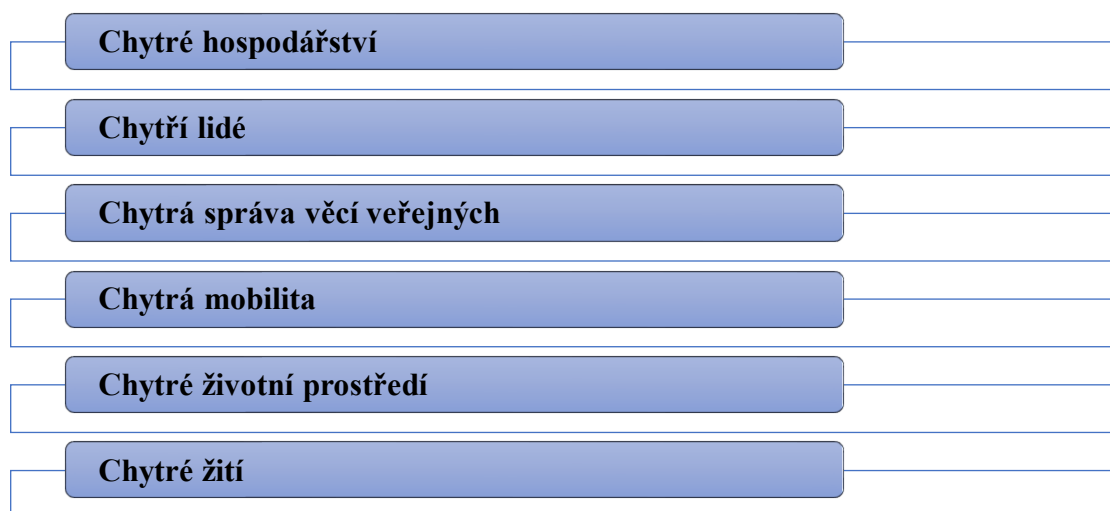 Chytré hospodářství
Chytří lidé
Chytrá správa věcí veřejných
Chytrá mobilita
Chytré životní prostředí
Chytré žití